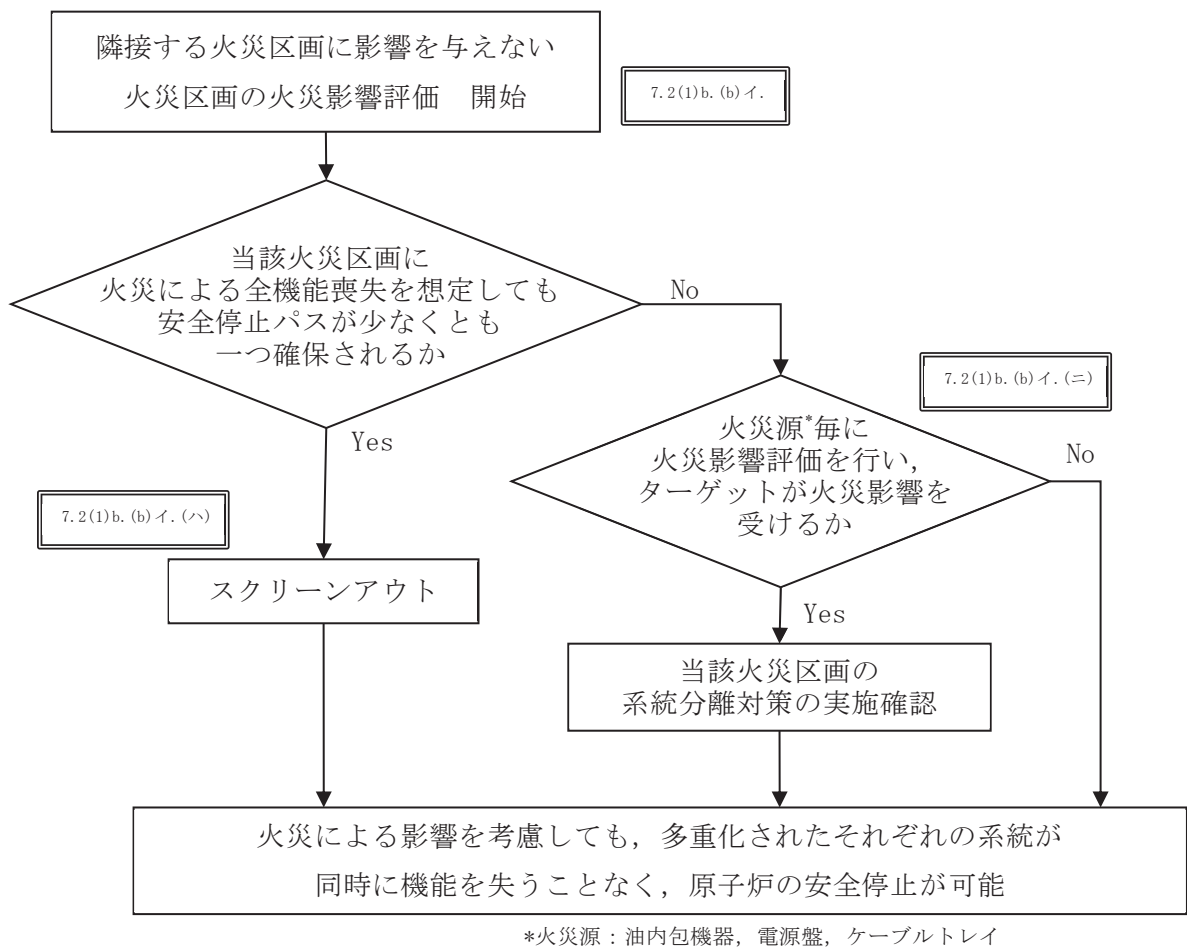 隣接する火災区画に影響を与えない
火災区画の火災影響評価　開始
7.2(1)b.(b)イ.
当該火災区画に
火災による全機能喪失を想定しても
安全停止パスが少なくとも
一つ確保されるか
No
7.2(1)b.(b)イ.(ニ)
Yes
火災源*毎に
火災影響評価を行い，
ターゲットが火災影響を
受けるか
No
7.2(1)b.(b)イ.(ハ)
スクリーンアウト
Yes
当該火災区画の
系統分離対策の実施確認
火災による影響を考慮しても，多重化されたそれぞれの系統が
同時に機能を失うことなく，原子炉の安全停止が可能
*火災源：油内包機器，電源盤，ケーブルトレイ